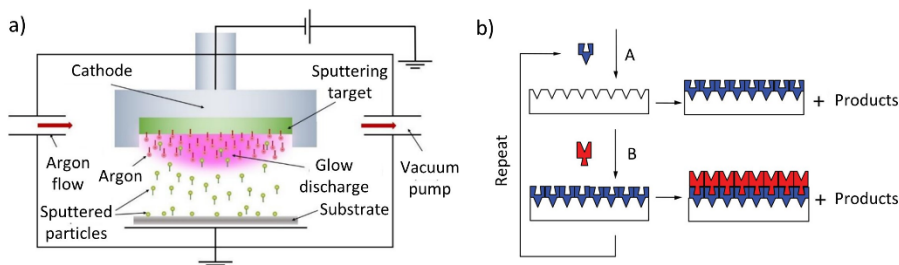 a)
Cathode
Sputtering
target
Argon
flow
Argon
Glow
discharge
Vacuum
pump
Sputtered
particles
Substrate
b)
A
+ Products
Repeat
B
+ Products